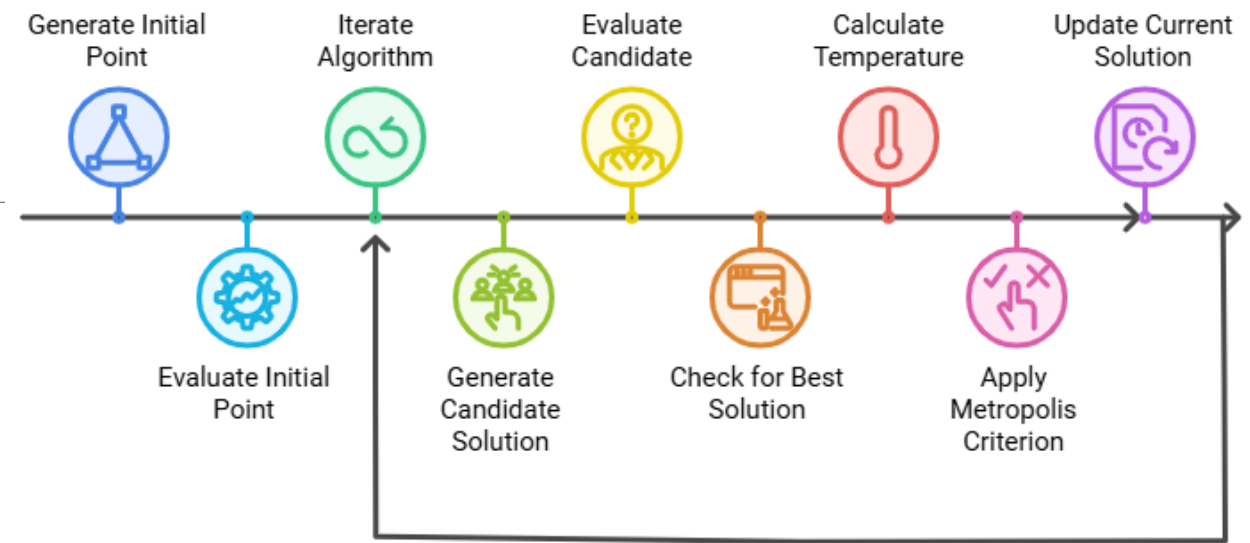 Generate Initial
Point
Iterate
Algorithm
Evaluate
Candidate
Calculate
Temperature
Update Current
Solution
?
Evaluate Initial
Point
Generate
Candidate
Solution
Check for Best
Solution
Apply
Metropolis
Criterion